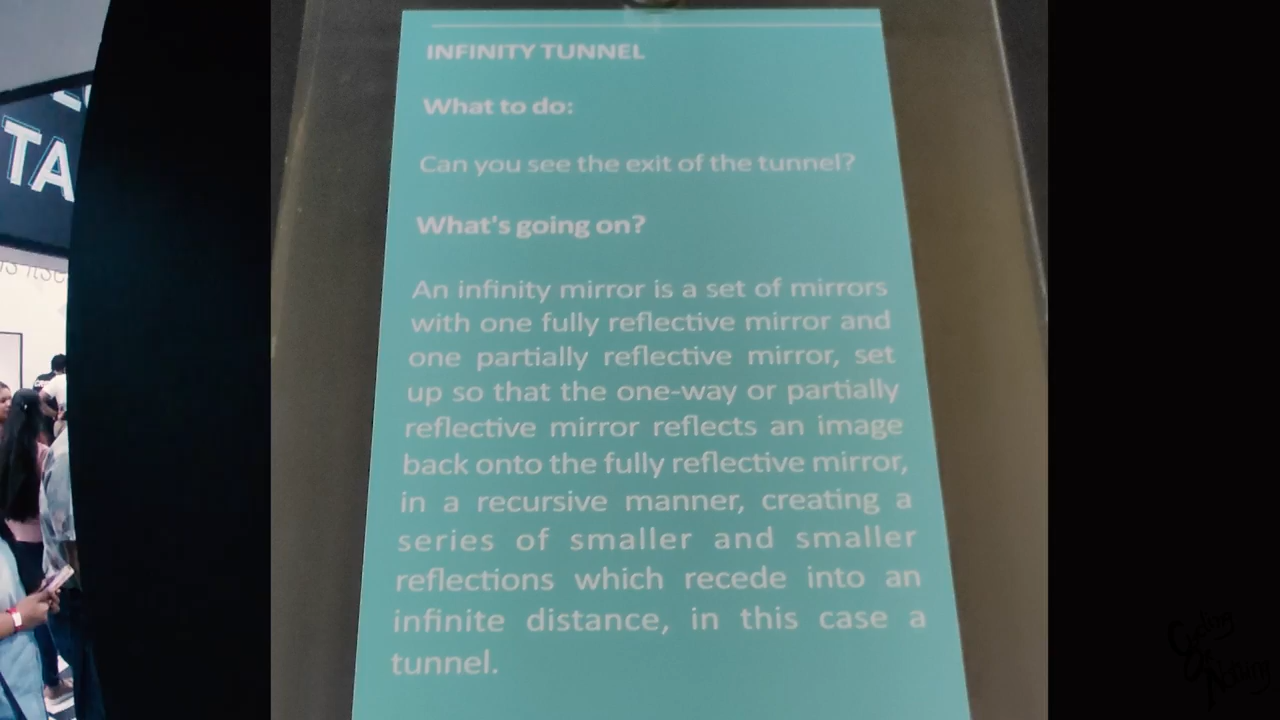 TA
INFINITY TUNNEL
What to do:
Can you see the exit of the tunnel?
What's going on?
An infinity mirror is a set of mirrors
with one fully reflective mirror and
one partially reflective mirror, set
up so that the one-way or partially
reflective mirror reflects an image
back onto the fully reflective mirror,
in a recursive manner, creating a
series of smaller and smaller
reflections which recede into an
infinite distance, in this case a
tunnel.